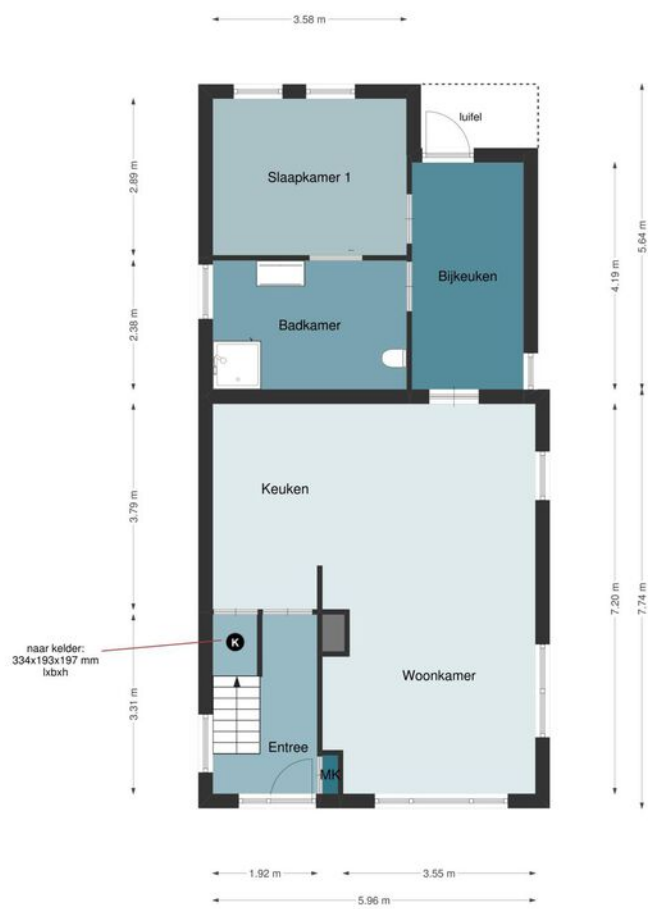 3.58 m
luifel
2.89 m
Slaapkamer 1
5.64 m
4.19 m
Bijkeuken
2.38 m
Badkamer
Keuken
3.79 m
7.20 m
7.74 m
naar kelder:
334x193x197 mm
lxbxh
K
3.31 m
Woonkamer
Entree
MK
1.92 m
3.55 m
5.96 m